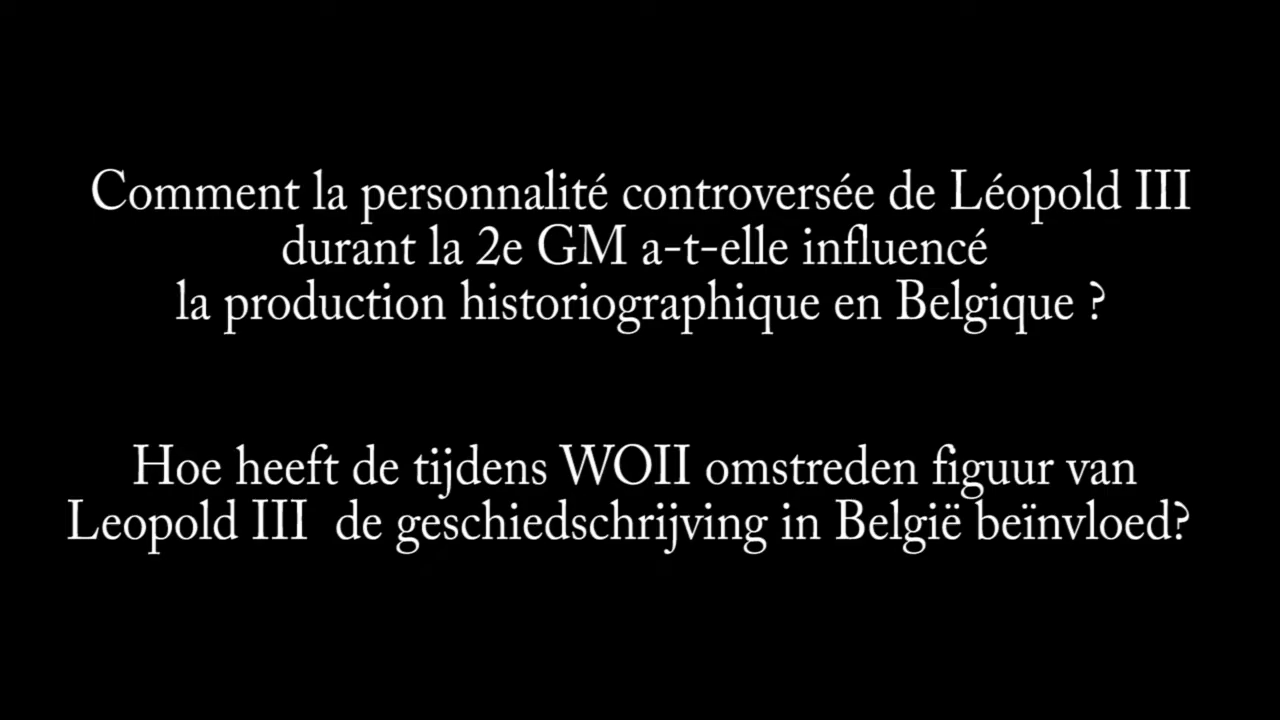 Comment la personnalité controversée de Léopold III
durant la 2e GM a-t-elle influencé
la production historiographique en Belgique ?
Hoe heeft de tijdens WOII omstreden figuur van
Leopold III de geschiedschrijving in België beïnvloed?